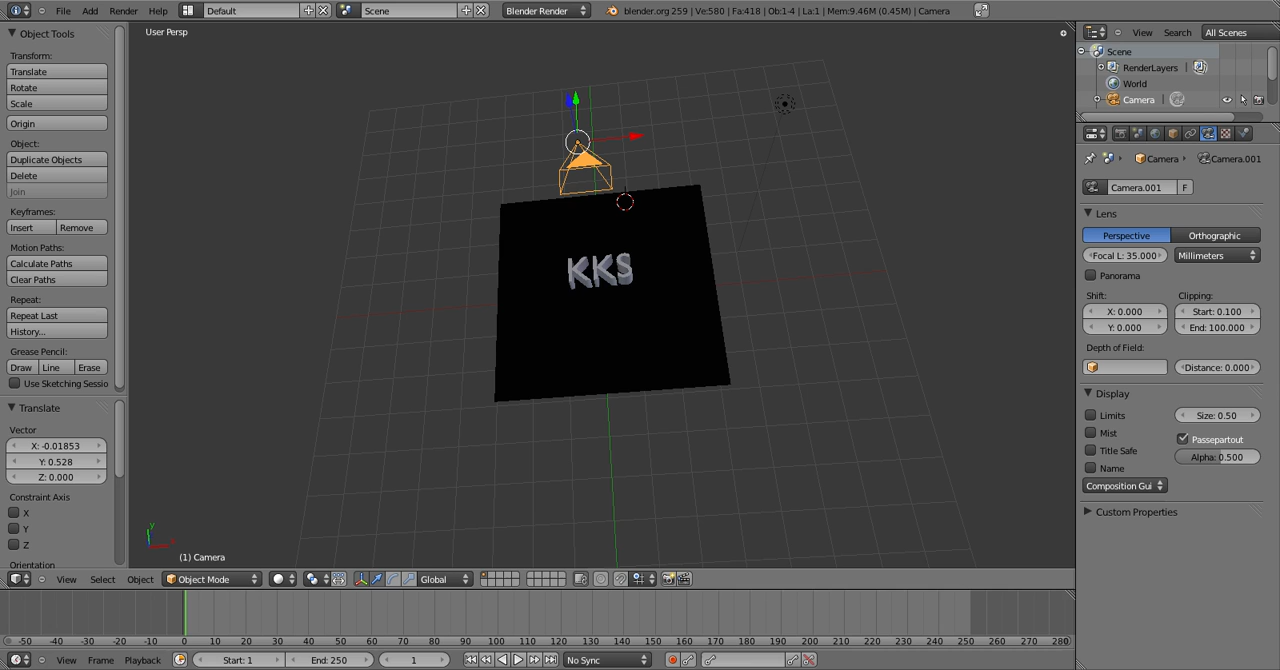 File Add Render Help Default Scene Blender Render blender.org 259 | Ve:580 | Fa:418 | Ob:1-4 | La:1 | Mem:9.46M (0.45M) | Camera
Object Tools
Transform:
Translate
Rotate
Scale
Origin
Object:
Duplicate Objects
Delete
Join
Keyframes:
Insert Remove
Motion Paths:
Calculate Paths
Clear Paths
Repeat:
Repeat Last
History...
Grease Pencil:
Draw Line Erase
Use Sketching Sessio
Translate
Vector
X: -0.01853
Y: 0.528
Z: 0.000
Constraint Axis
X
Y
Z
Orientation
User Persp
KKS
y
x
(1) Camera
View Search All Scenes
Scene
RenderLayers |
World
Camera |
Camera Camera.001
Camera.001 F
Lens
Perspective Orthographic
Focal L: 35.000 Millimeters
Panorama
Shift: Clipping:
X: 0.000 Start: 0.100
Y: 0.000 End: 100.000
Depth of Field:
Distance: 0.000
Display
Limits Size: 0.50
Mist Passepartout
Title Safe Alpha: 0.500
Name
Composition Gui
Custom Properties
View Select Object Object Mode Global
-50 -40 -30 -20 -10 0 10 20 30 40 50 60 70 80 90 100 110 120 130 140 150 160 170 180 190 200 210 220 230 240 250 260 270 280
View Frame Playback Start: 1 End: 250 1 No Sync